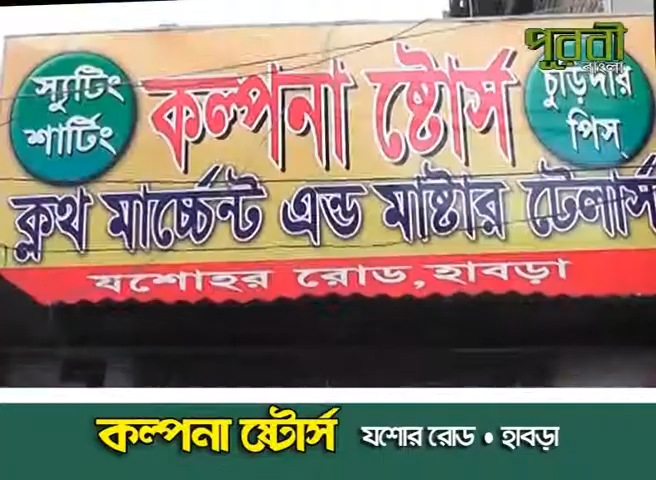 পুরবী
বাংলা
স্যুটিং
শার্টিং
কল্পনা ষ্টোর্স
চুড়িদার
পিস্
ক্লথ মার্চ্চেন্ট এন্ড মাষ্টার টেলার্স
যশোহর রোড, হাবড়া
কল্পনা ষ্টোর্স যশোর রোড • হাবড়া